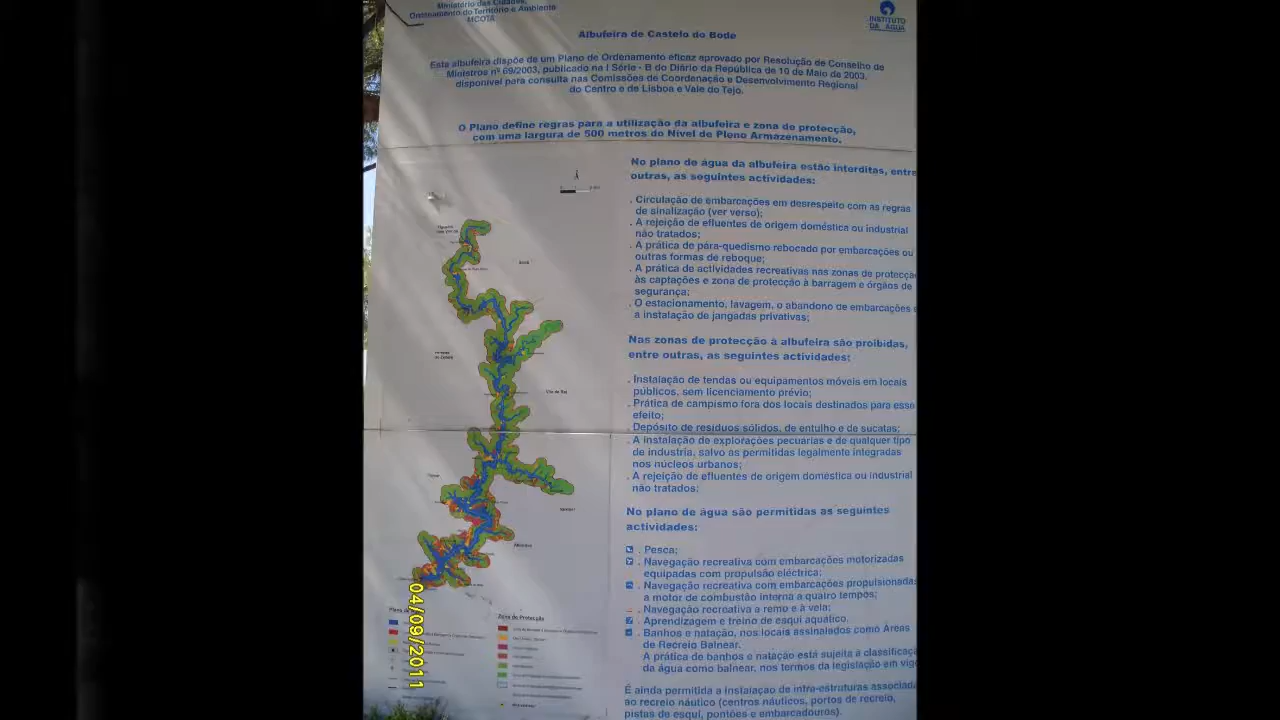 Ministério das Cidades,
Ordenamento do Território e Ambiente
MCOTA
INSTITUTO
DA ÁGUA
Albufeira de Castelo do Bode
Esta albufeira dispõe de um Plano de Ordenamento eficaz aprovado por Resolução de Conselho de
Ministros nº 69/2003, publicado na I Série - B do Diário da República de 10 de Maio de 2003.
disponível para consulta nas Comissões de Coordenação e Desenvolvimento Regional
do Centro e de Lisboa e Vale do Tejo.
O Plano define regras para a utilização da albufeira e zona de protecção,
com uma largura de 500 metros do Nível de Pleno Armazenamento.
No plano de água da albufeira estão interditas, entre
outras, as seguintes actividades:
. Circulação de embarcações em desrespeito com as regras
de sinalização (ver verso);
. A rejeição de efluentes de origem doméstica ou industrial
não tratados;
. A prática de pára-quedismo rebocado por embarcações ou
outras formas de reboque;
. A prática de actividades recreativas nas zonas de protecçã
às captações e zona de protecção à barragem e órgãos de
segurança;
. O estacionamento, lavagem, o abandono de embarcações
a instalação de jangadas privativas;
Nas zonas de protecção à albufeira são proibidas,
entre outras, as seguintes actividades:
. Instalação de tendas ou equipamentos móveis em locais
públicos, sem licenciamento prévio;
. Prática de campismo fora dos locais destinados para esse
efeito;
. Depósito de resíduos sólidos, de entulho e de sucatas;
. A instalação de explorações pecuárias e de qualquer tipo
de industria, salvo as permitidas legalmente integradas
nos núcleos urbanos;
. A rejeição de efluentes de origem doméstica ou industrial
não tratados;
No plano de água são permitidas as seguintes
actividades:
. Pesca;
. Navegação recreativa com embarcações motorizadas
equipadas com propulsão eléctrica;
. Navegação recreativa com embarcações propulsionadas
a motor de combustão interna a quatro tempos;
. Navegação recreativa a remo e à vela;
. Aprendizagem e treino de esqui aquático.
. Banhos e natação, nos locais assinalados como Áreas
de Recreio Balnear.
A prática de banhos e natação está sujeita à classificaç
da água como balnear, nos termos da legislação em vigo
É ainda permitida a instalação de infra-estruturas associada
ao recreio náutico (centros náuticos, portos de recreio,
pistas de esqui, pontões e embarcadouros).
Zona de Protecção
04/09/2011